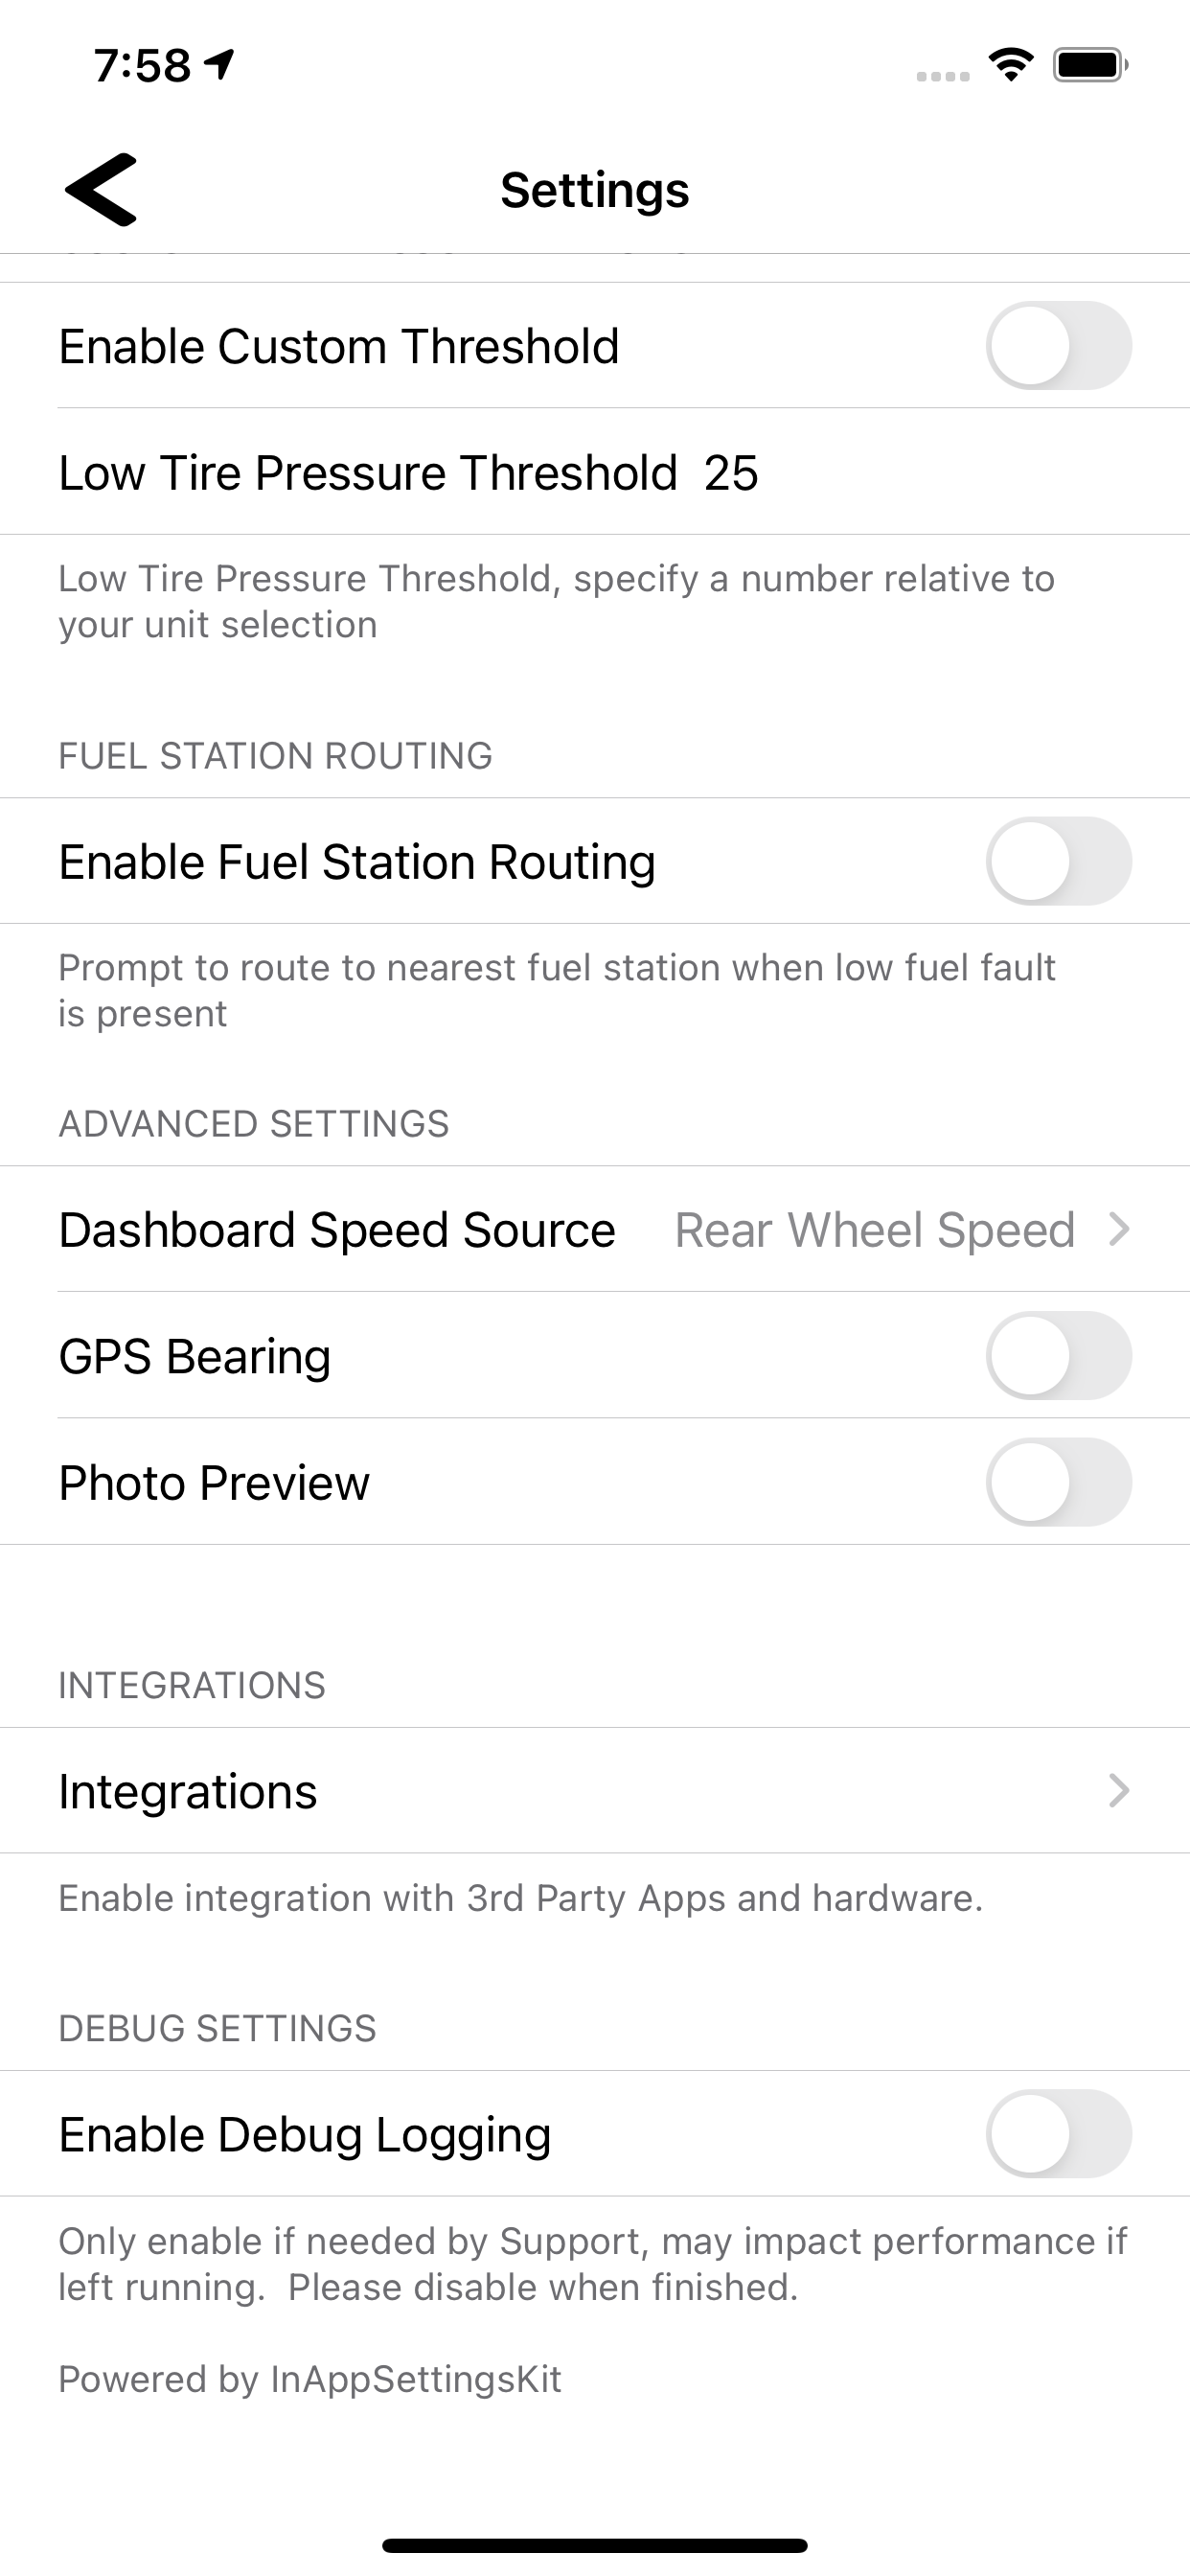 7:58
Settings
Enable Custom Threshold
Low Tire Pressure Threshold 25
Low Tire Pressure Threshold, specify a number relative to
your unit selection
FUEL STATION ROUTING
Enable Fuel Station Routing
Prompt to route to nearest fuel station when low fuel fault
is present
ADVANCED SETTINGS
Dashboard Speed Source Rear Wheel Speed
GPS Bearing
Photo Preview
INTEGRATIONS
Integrations
Enable integration with 3rd Party Apps and hardware.
DEBUG SETTINGS
Enable Debug Logging
Only enable if needed by Support, may impact performance if
left running.  Please disable when finished.
Powered by InAppSettingsKit